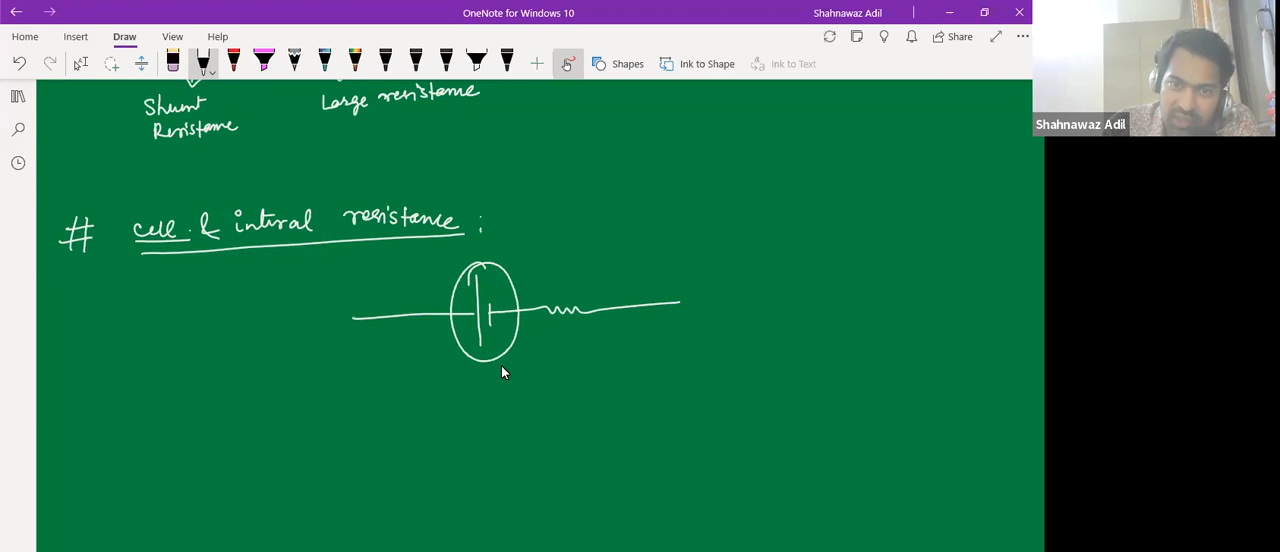 OneNote for Windows 10
Shahnawaz Adil
Home Insert Draw View Help
Share
Shapes Ink to Shape Ink to Text
Shunt
Resistance
Large resistance
Shahnawaz Adil
# cell & interal resistance :